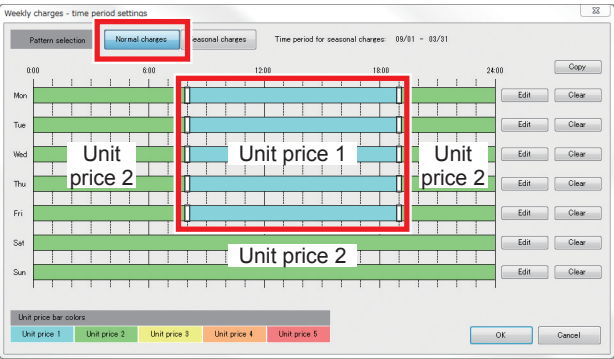 Weekly charges - time period settings
Pattern selection Normal charges Seasonal charges Time period for seasonal charges: 09/01 - 03/31
0:00 6:00 12:00 18:00 24:00 Copy
Mon Edit Clear
Tue Edit Clear
Wed Unit price 2 Unit price 1 Unit price 2 Edit Clear
Thu Edit Clear
Fri Edit Clear
Sat Edit Clear
Unit price 2
Sun Edit Clear
Unit price bar colors
Unit price 1 Unit price 2 Unit price 3 Unit price 4 Unit price 5 OK Cancel